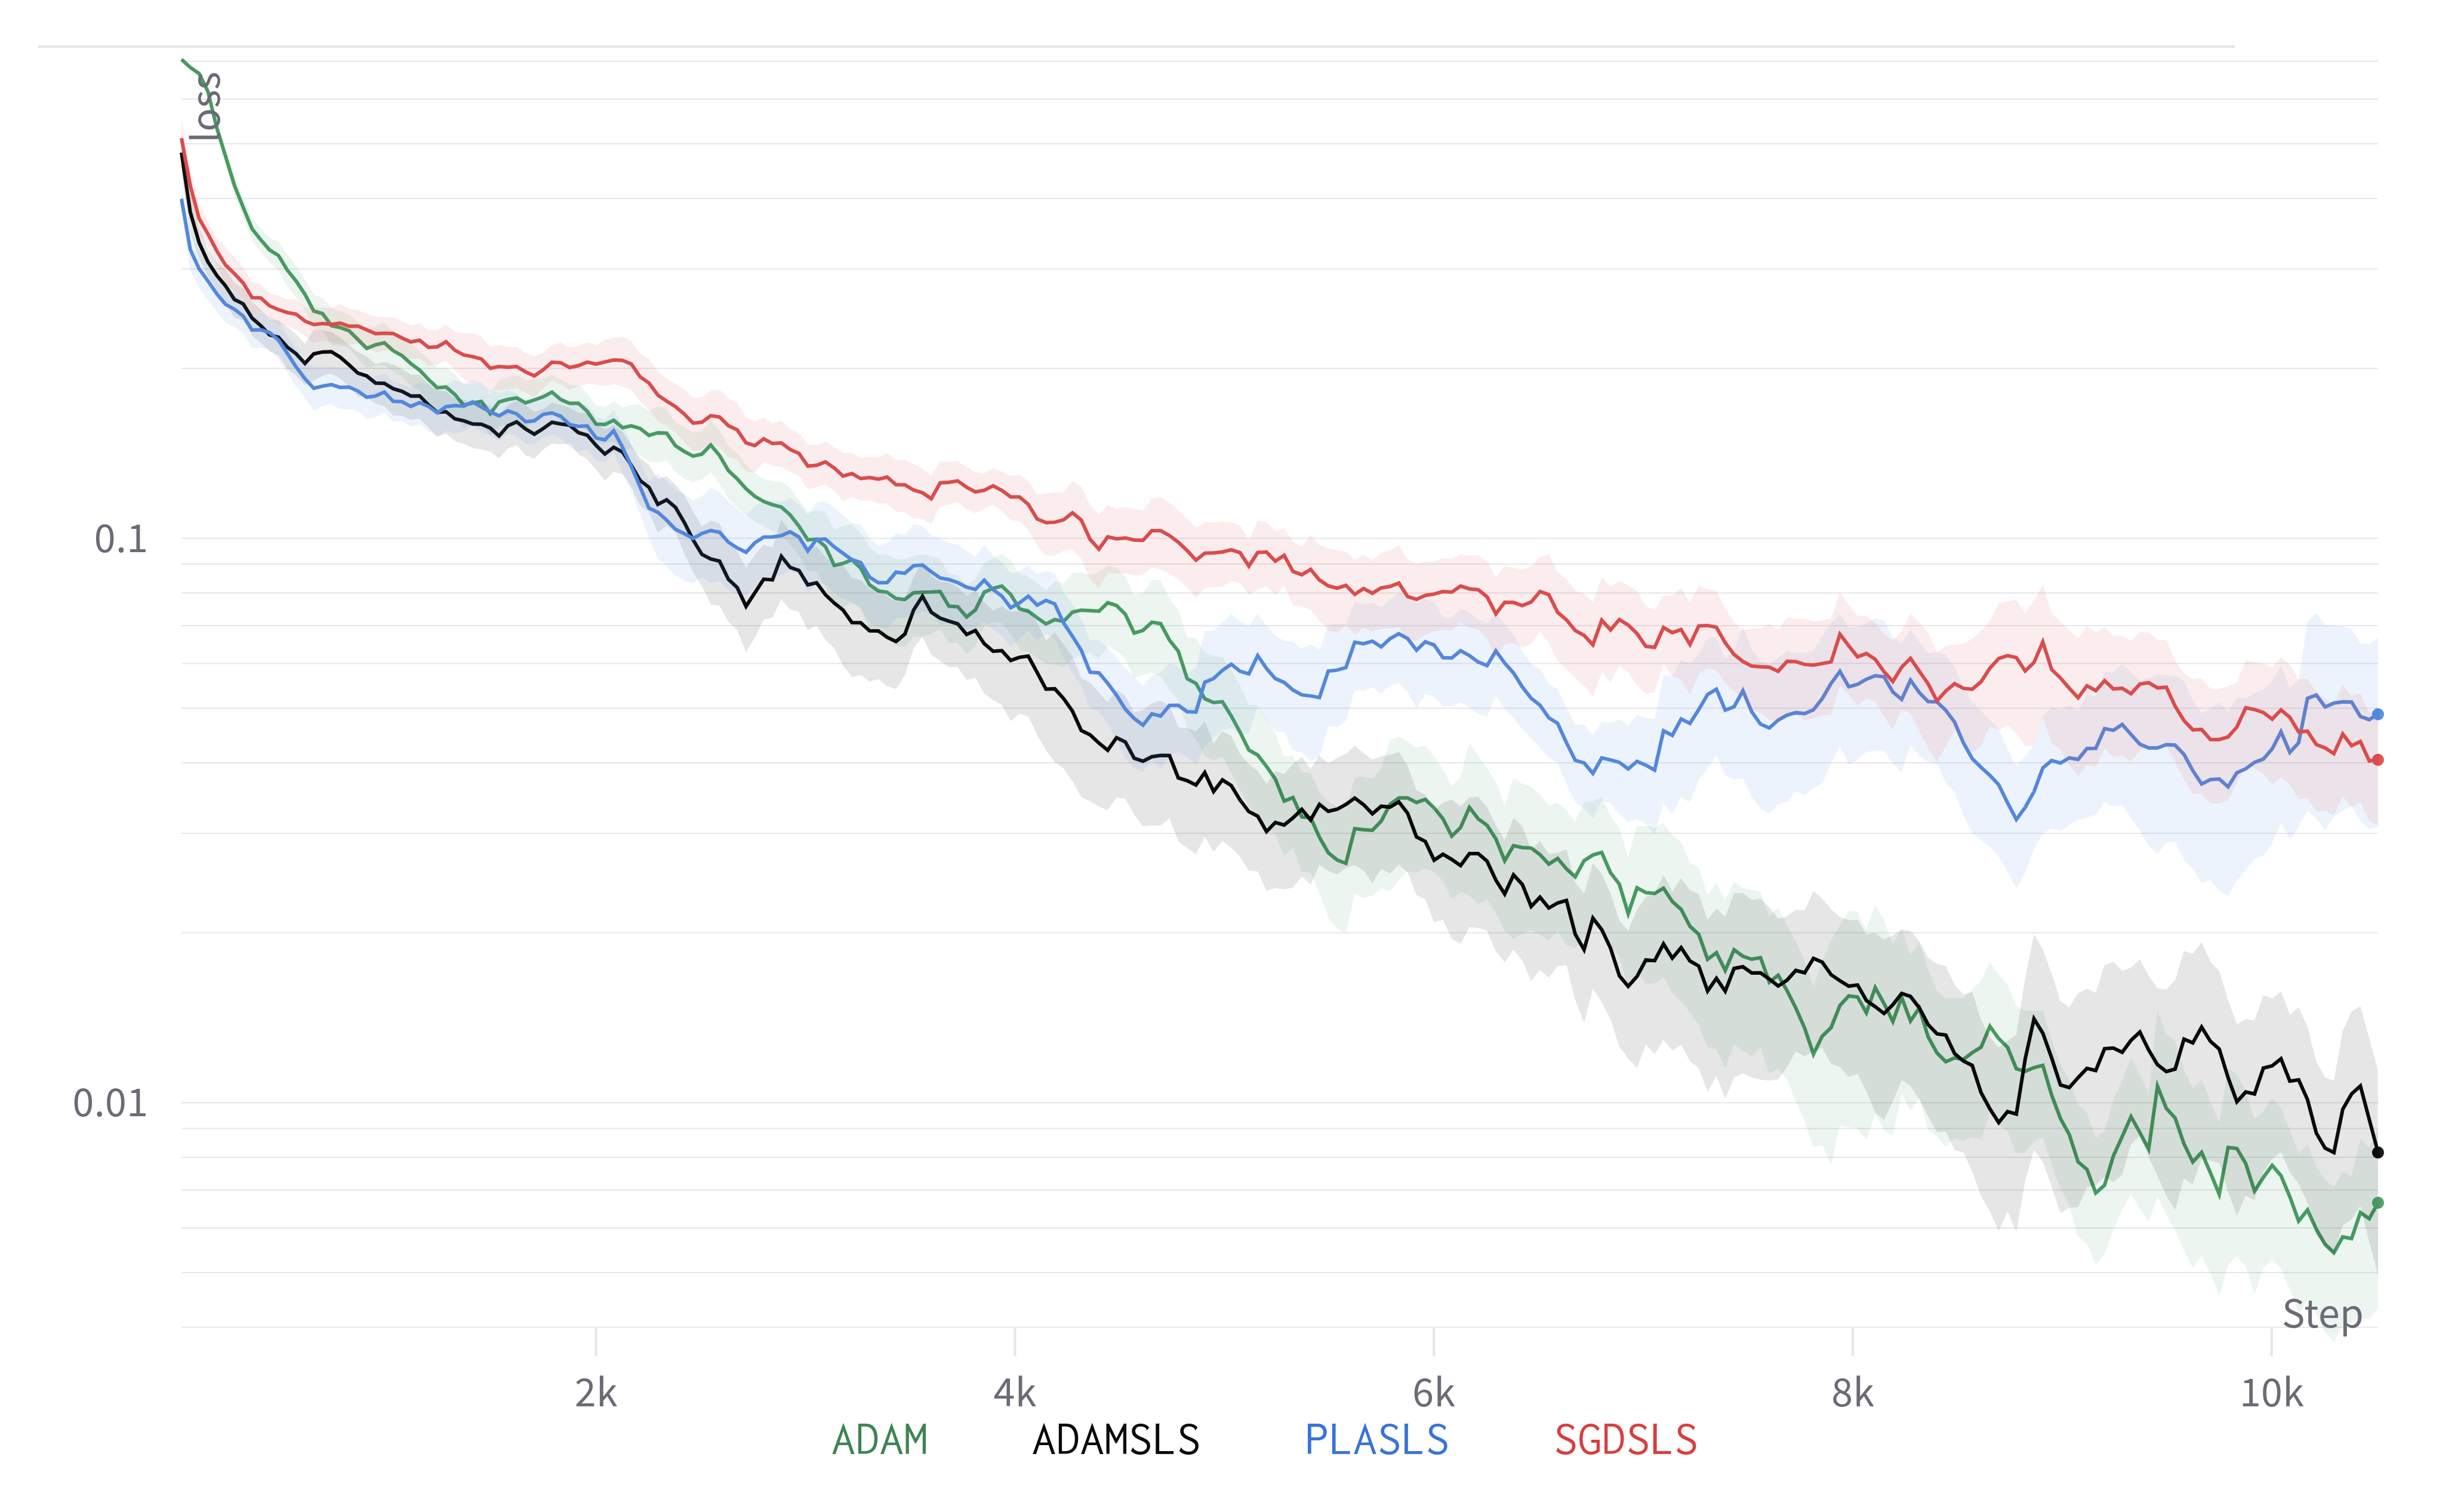 loss
0.1
0.01
Step
2k 4k 6k 8k 10k
ADAM ADAMSLS PLASLS SGDSLS